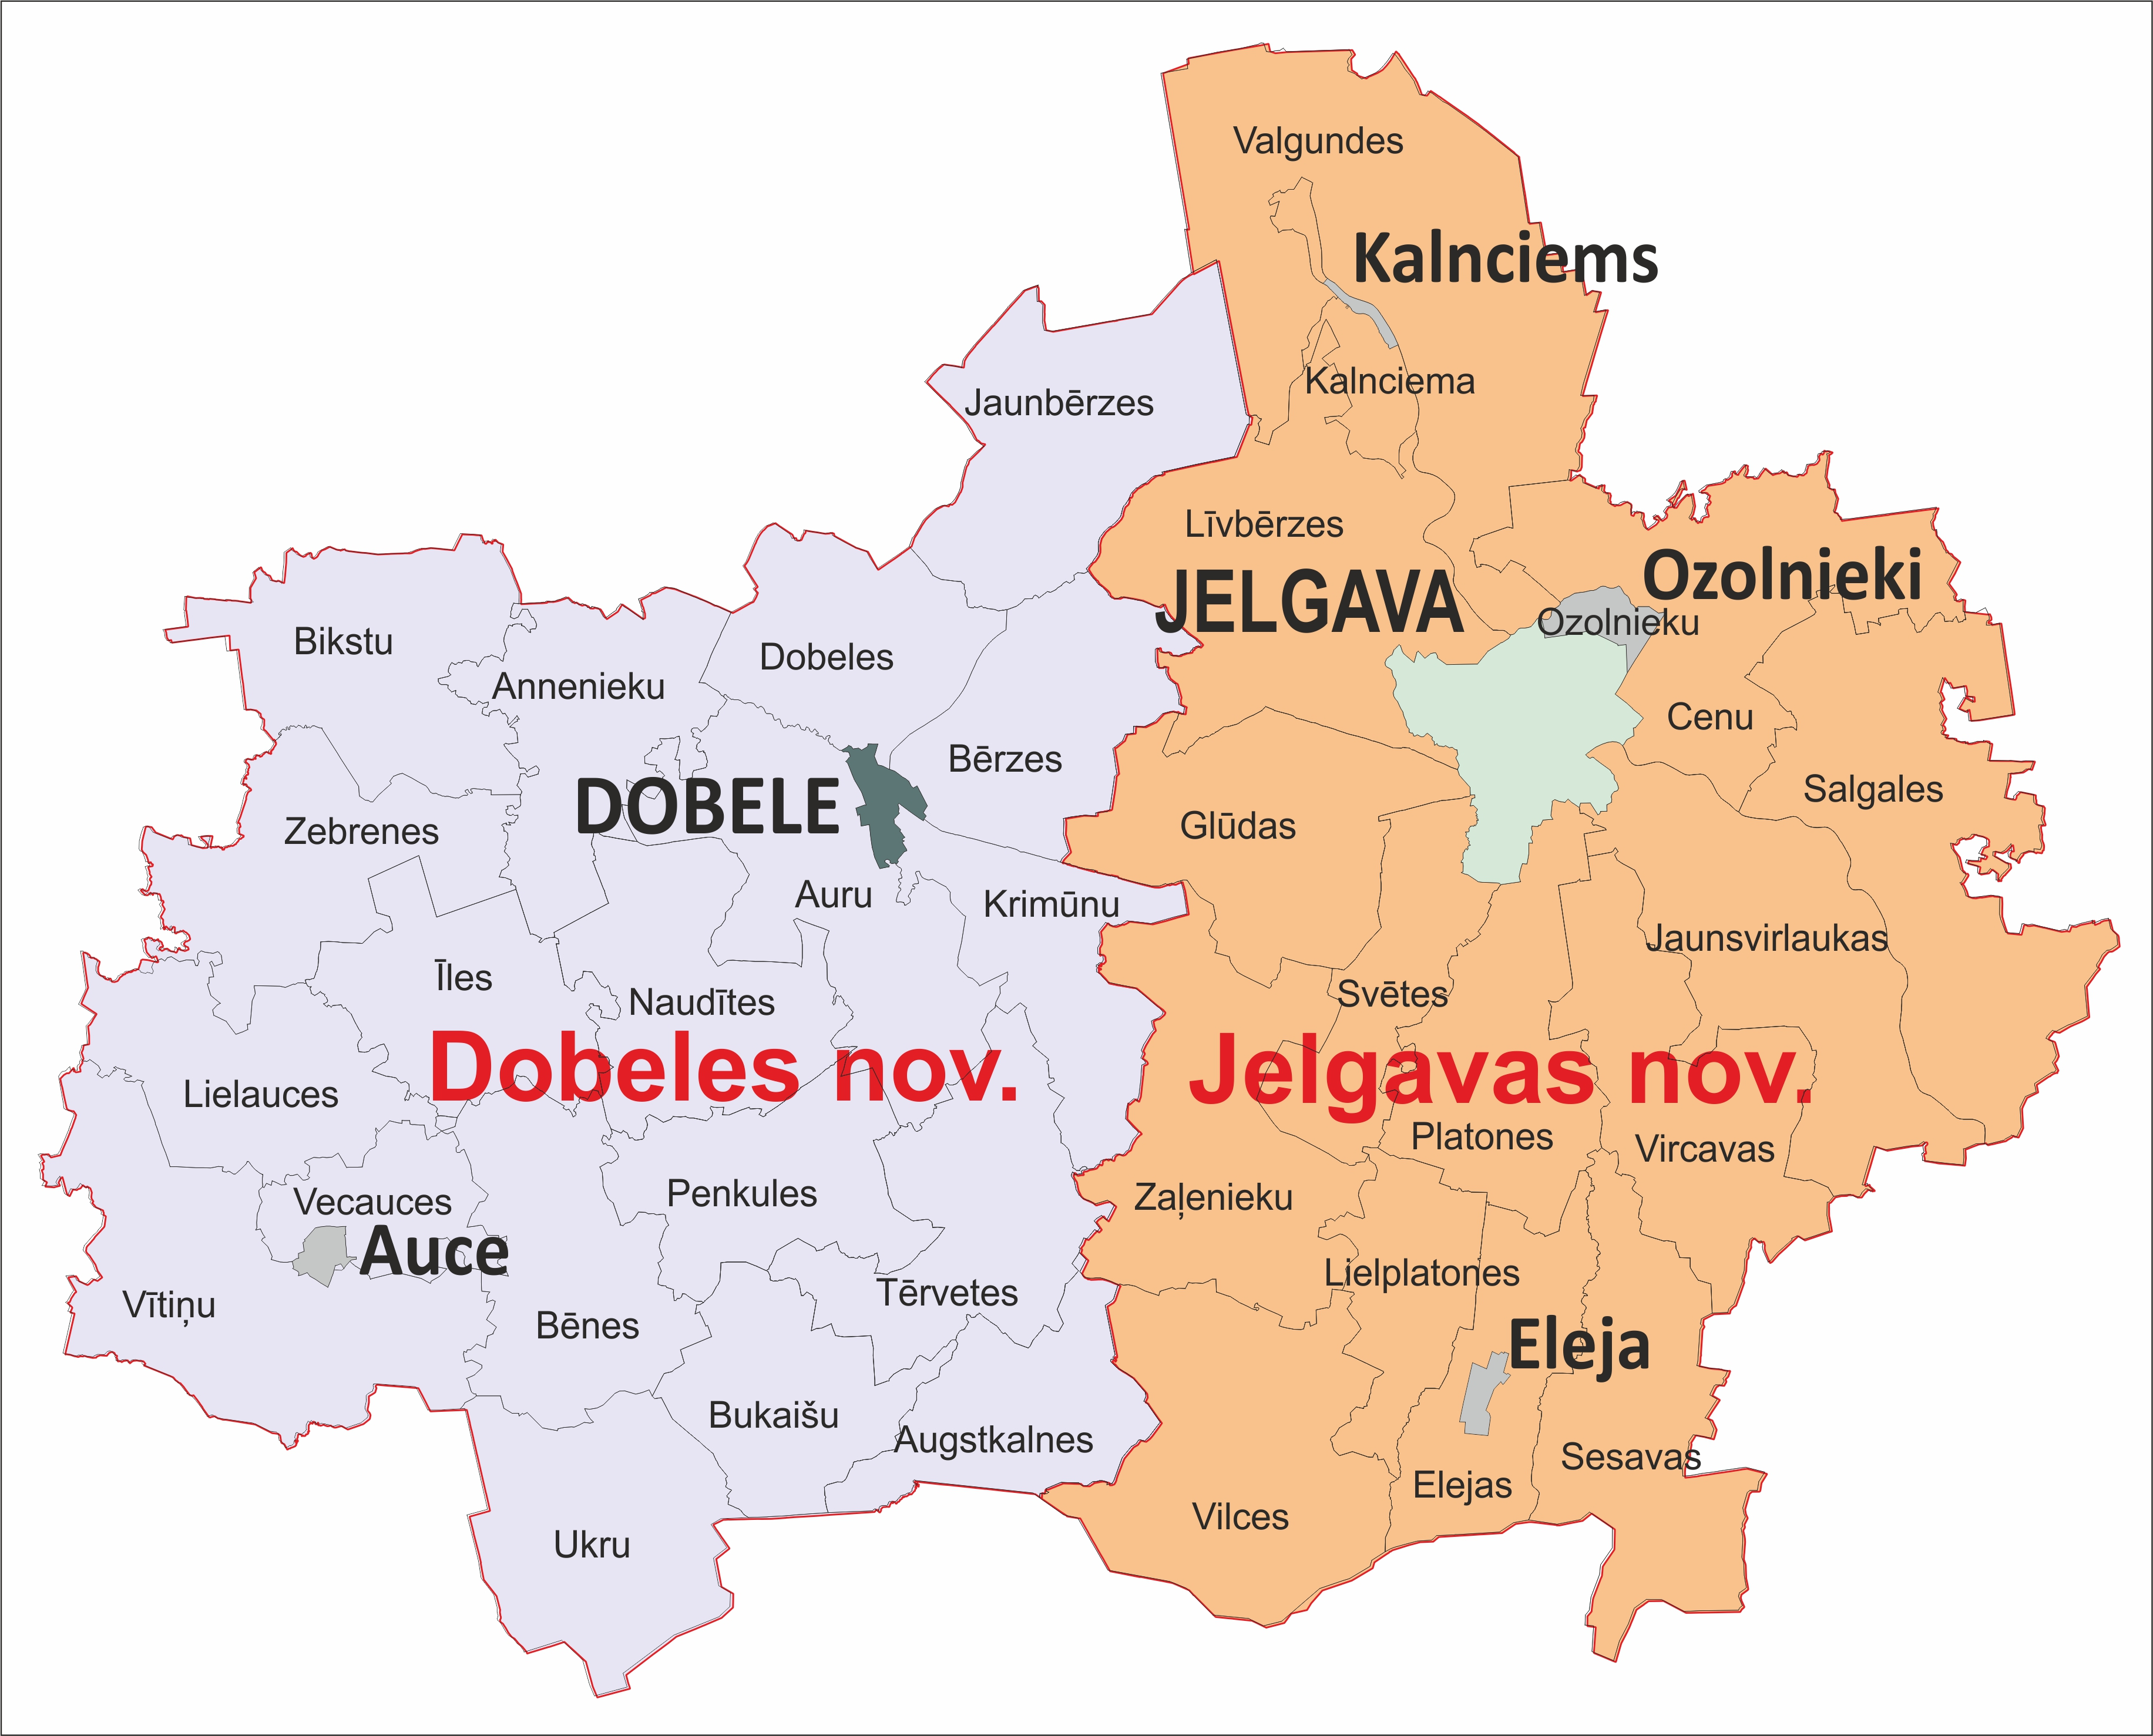 Valgundes
Kalnciems
Kalnciema
Jaunbērzes
Līvbērzes
JELGAVA
Ozolnieki
Ozolnieku
Bikstu
Annenieku
Dobeles
Cenu
Bērzes
DOBELE
Salgales
Zebrenes
Glūdas
Auru
Krimūnu
Jaunsvirlaukas
Īles
Naudītes
Svētes
Dobeles nov.
Jelgavas nov.
Lielauces
Platones
Vircavas
Vecauces
Penkules
Zaļenieku
Auce
Lielplatones
Vītiņu
Tērvetes
Bēnes
Eleja
Bukaišu
Augstkalnes
Sesavas
Elejas
Vilces
Ukru